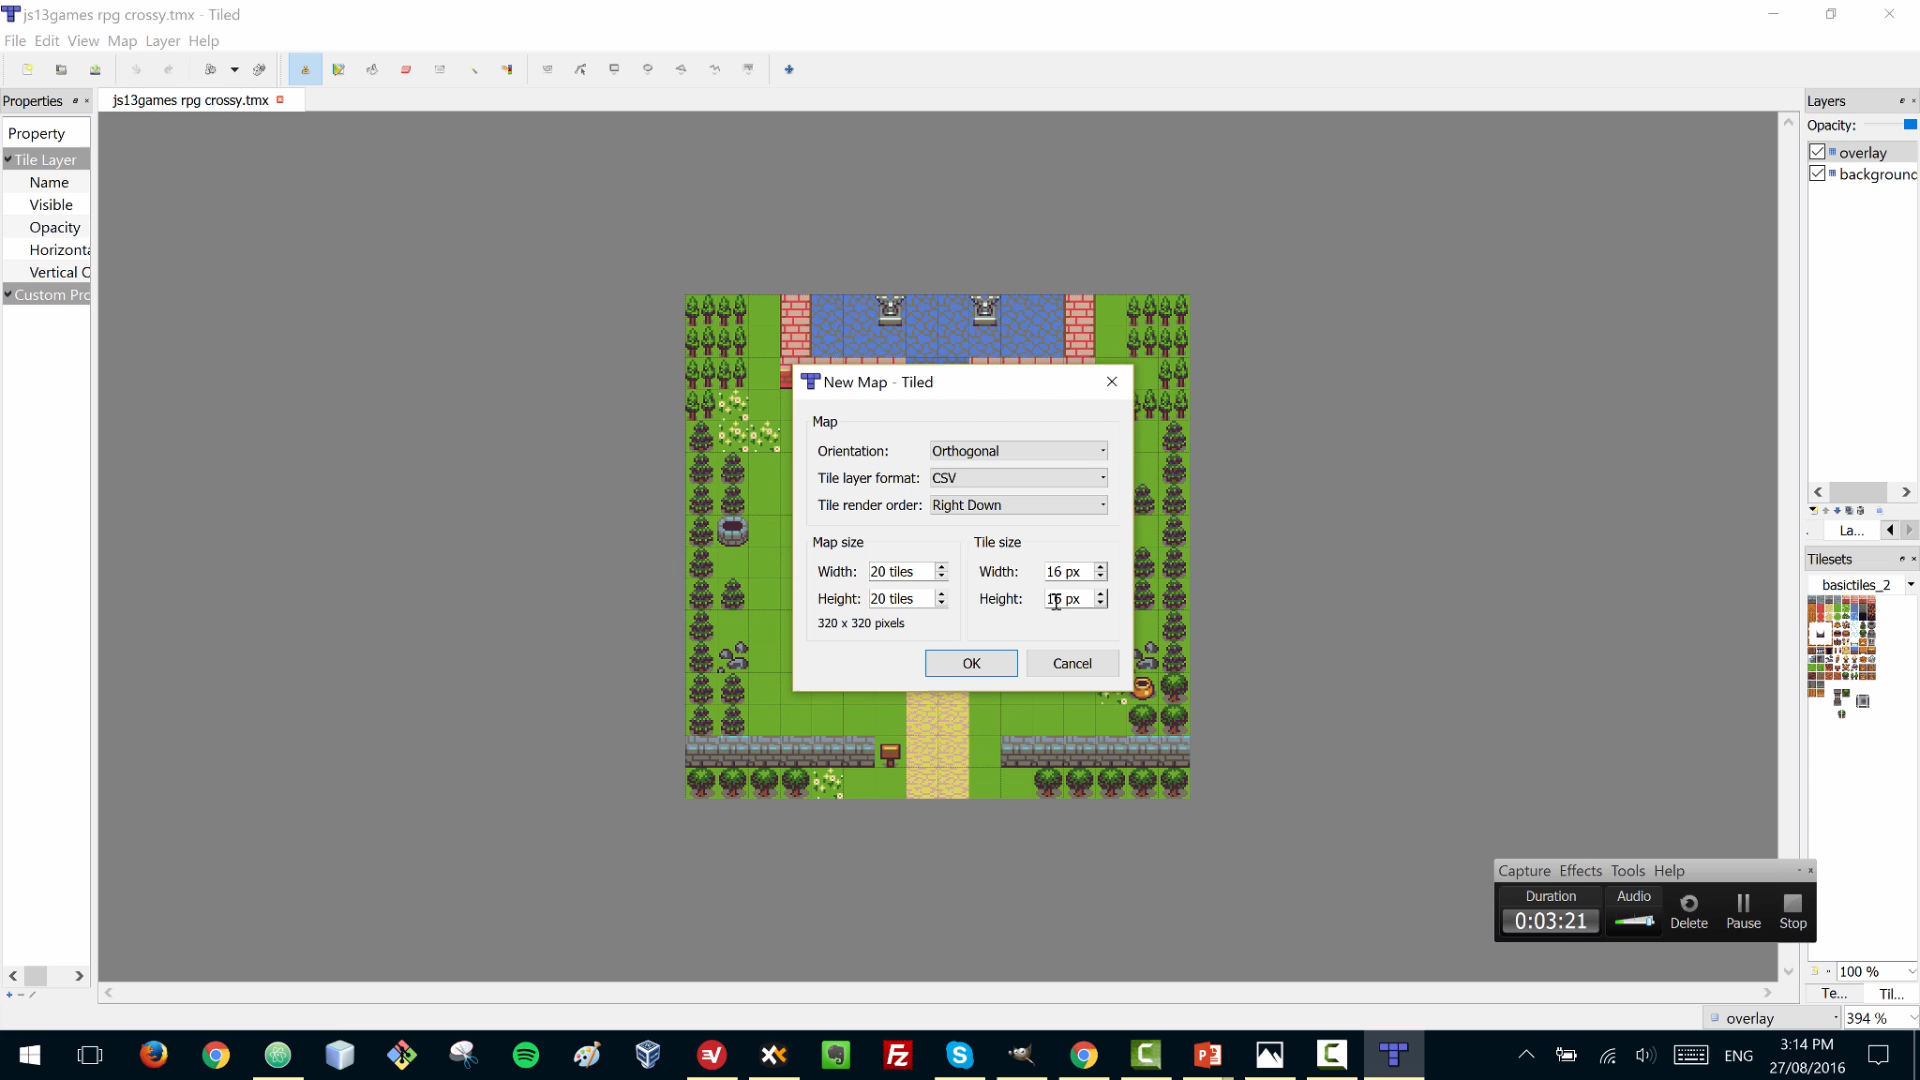 js13games rpg crossy.tmx - Tiled
File Edit View Map Layer Help
Properties
js13games rpg crossy.tmx
Layers
Property
Opacity:
Tile Layer
overlay
Name
background
Visible
Opacity
Horizonta
Vertical C
Custom Pro
New Map - Tiled
Map
Orientation: Orthogonal
Tile layer format: CSV
Tile render order: Right Down
Map size
Tile size
Width: 20 tiles
Width: 16 px
Height: 20 tiles
Height: 16 px
320 x 320 pixels
OK
Cancel
La...
Tilesets
basictiles_2
Capture Effects Tools Help
Duration
Audio
0:03:21
Delete
Pause
Stop
100 %
Te...
Til...
overlay
394 %
ENG
3:14 PM
27/08/2016